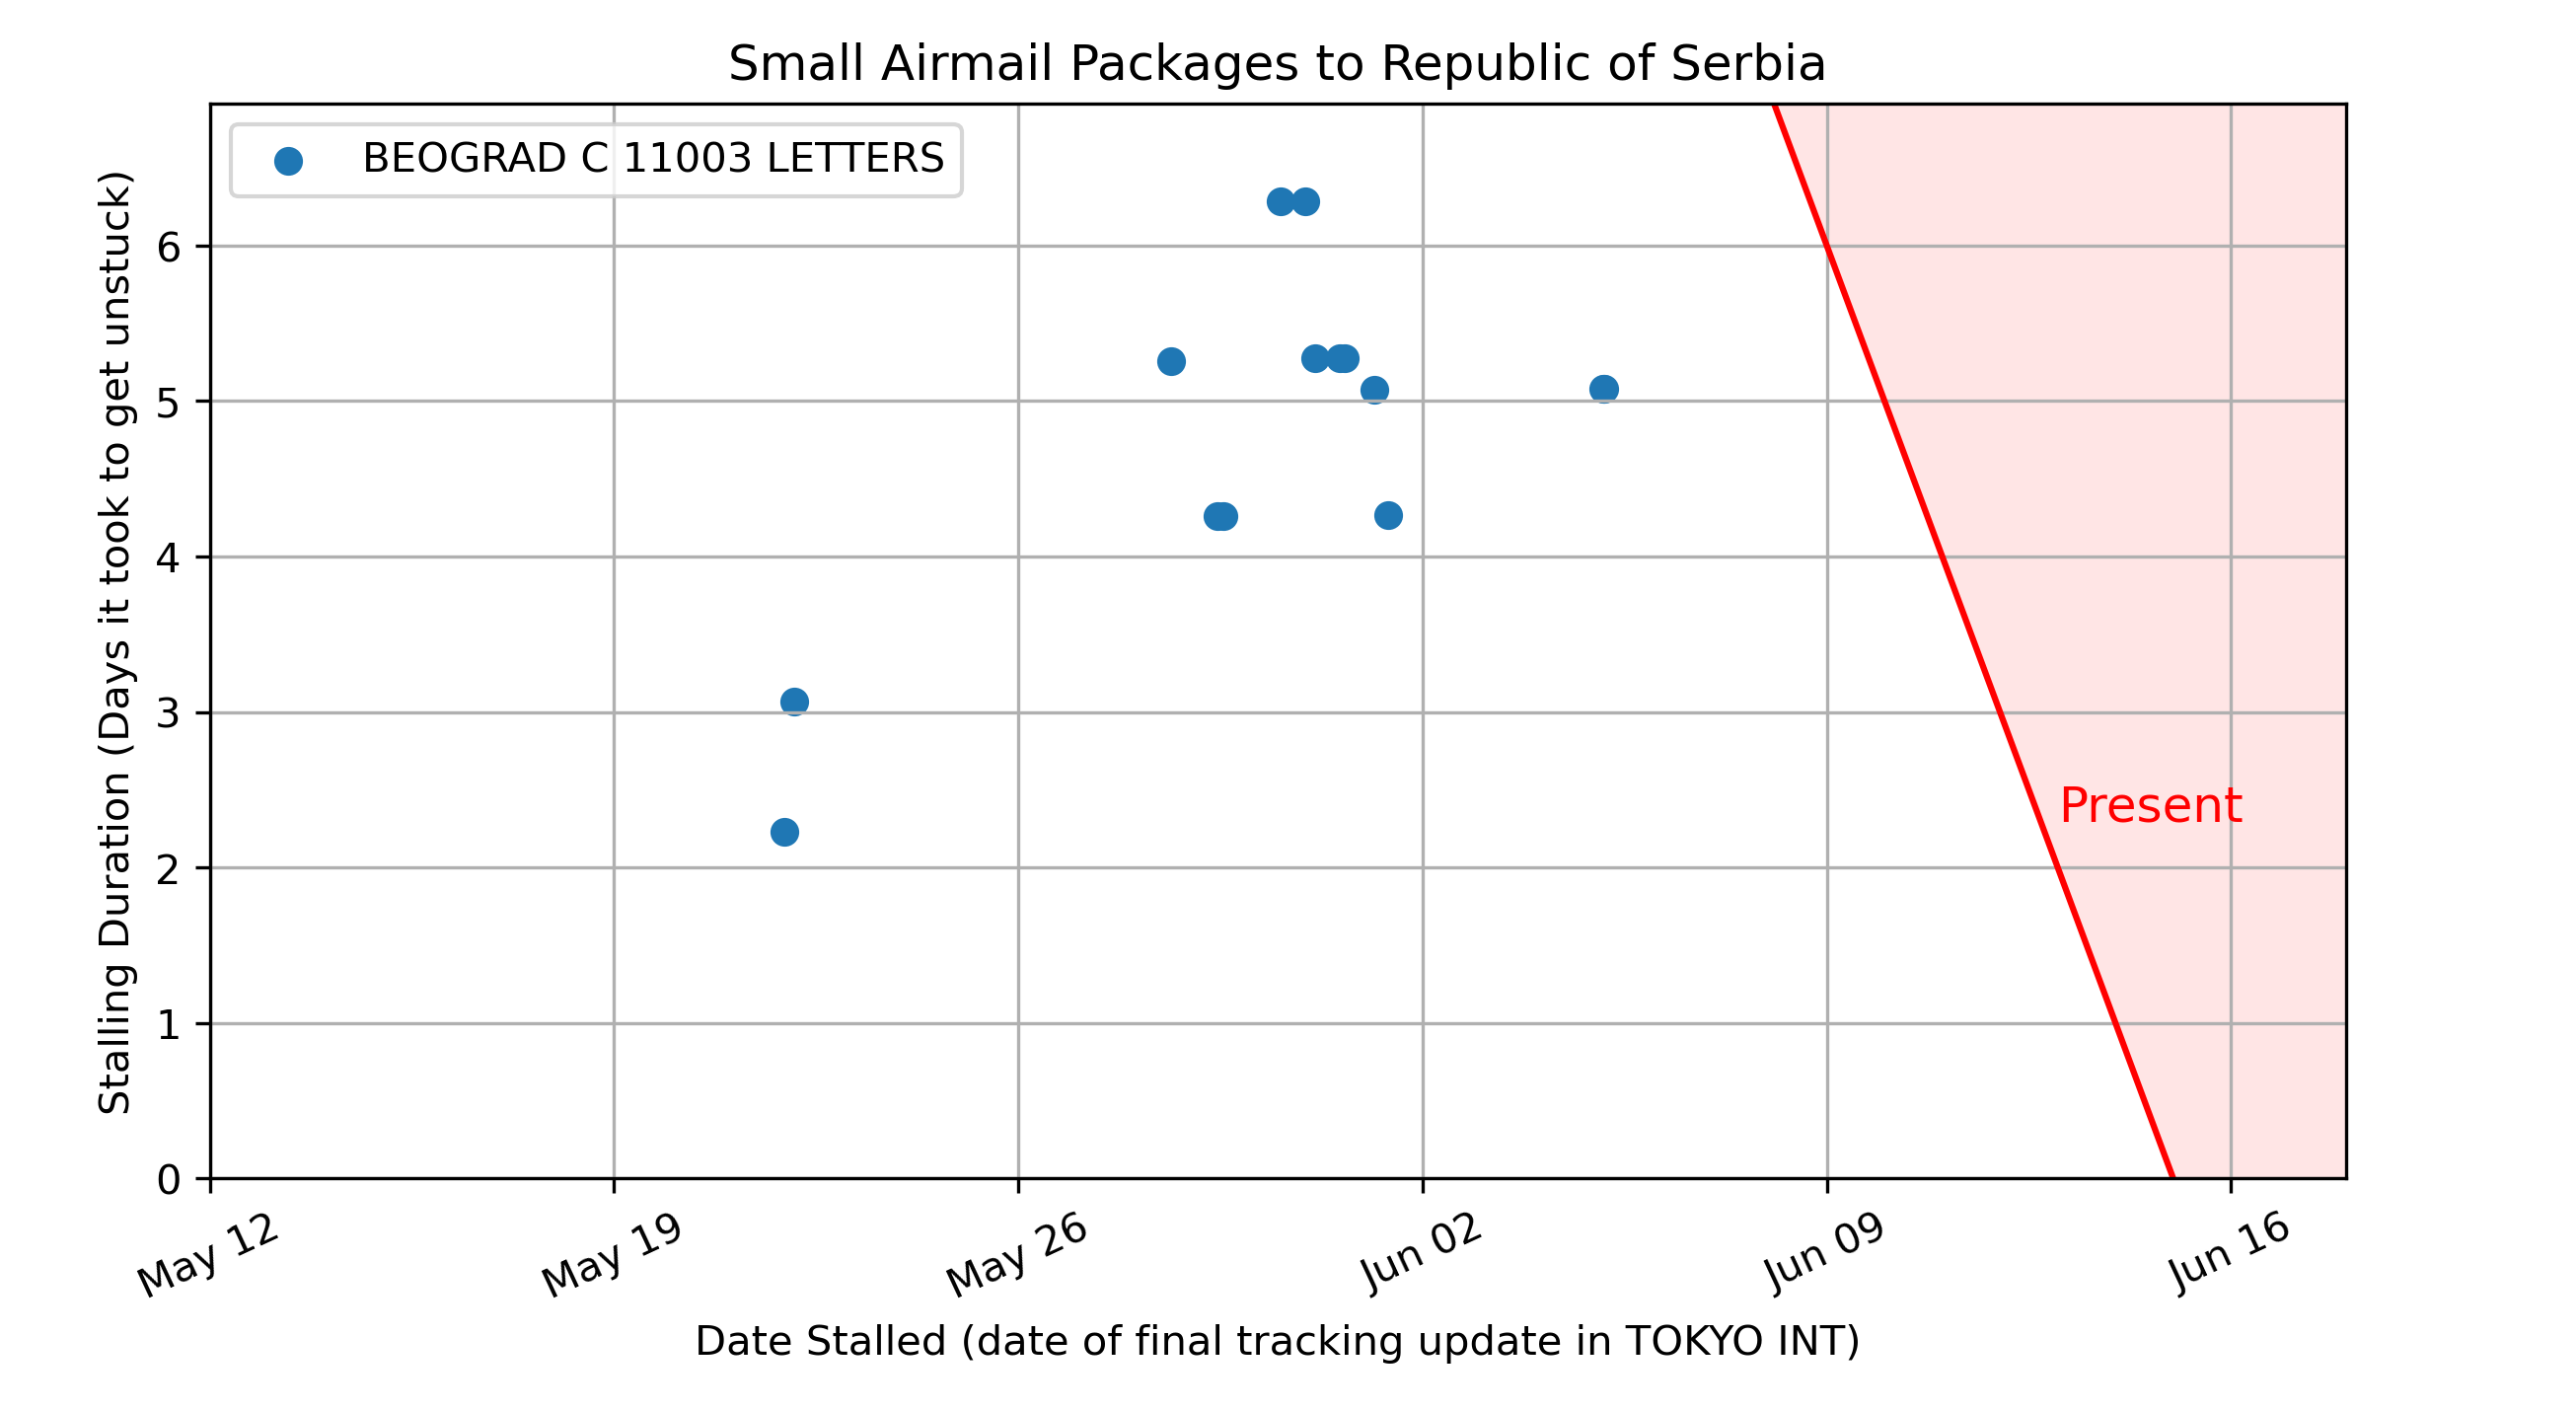 Small Airmail Packages to Republic of Serbia
BEOGRAD C 11003 LETTERS
Stalling Duration (Days it took to get unstuck)
6
5
4
3
2
1
0
Present
May 12
May 19
May 26
Jun 02
Jun 09
Jun 16
Date Stalled (date of final tracking update in TOKYO INT)